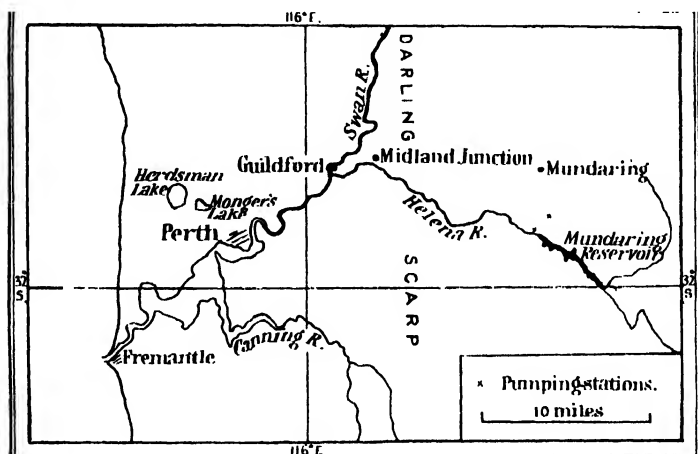 116° E.
DARLING
Swan R.
Guildford
Midland Junction
Mundaring
Herdsman
Lake
Monger's
Lake
Perth
Helena R.
Mundaring
Reservoir
32°
S.
32°
S.
SCARP
Fremantle
Canning R.
x Pumping stations.
10 miles
116° E.